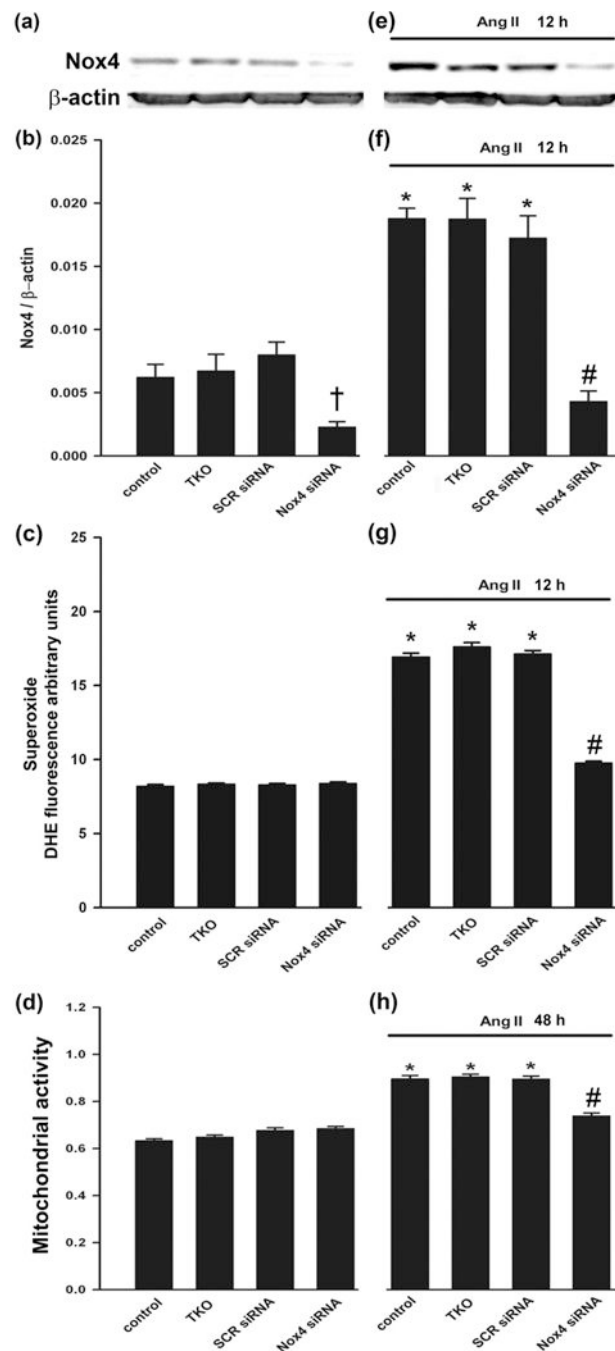 (a)
Nox4
β-actin
(e)
Ang II 12 h
(b)
Nox4 / β-actin
0.025
0.020
0.015
0.010
0.005
0.000
†
control
TKO
SCR siRNA
Nox4 siRNA
(f)
Ang II 12 h
*
*
*
#
control
TKO
SCR siRNA
Nox4 siRNA
(c)
Superoxide
DHE fluorescence arbitrary units
25
20
15
10
5
0
control
TKO
SCR siRNA
Nox4 siRNA
(g)
Ang II 12 h
*
*
*
#
control
TKO
SCR siRNA
Nox4 siRNA
(d)
Mitochondrial activity
1.2
1.0
0.8
0.6
0.4
0.2
0.0
control
TKO
SCR siRNA
Nox4 siRNA
(h)
Ang II 48 h
*
*
*
#
control
TKO
SCR siRNA
Nox4 siRNA